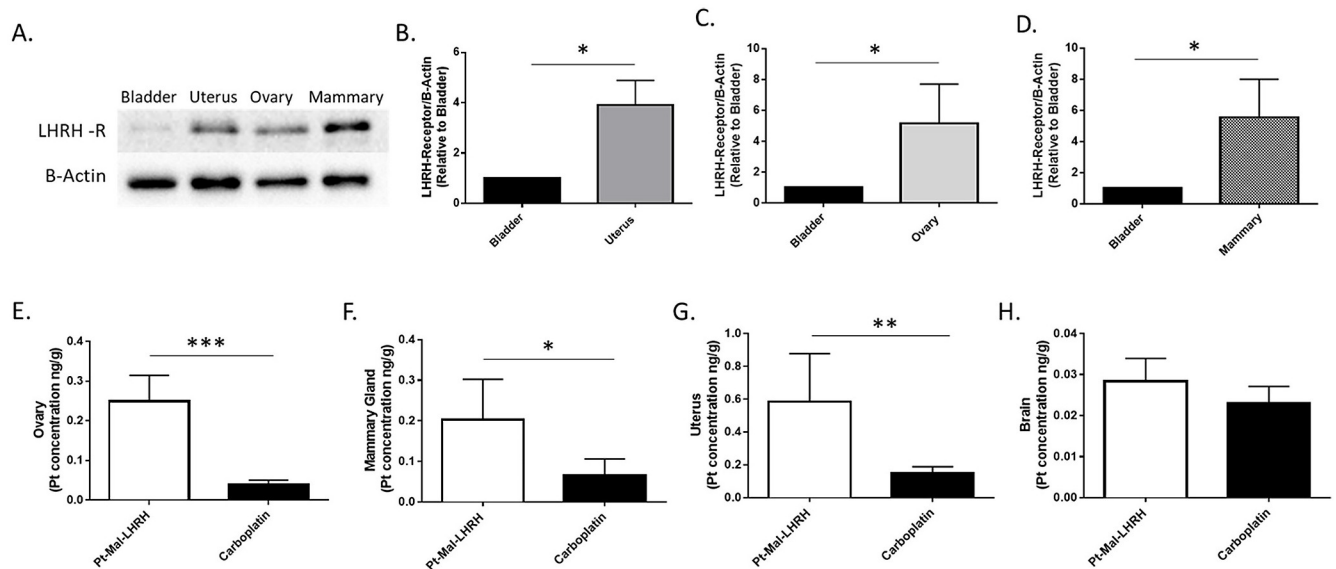 A.
Bladder Uterus Ovary Mammary
LHRH -R
B-Actin
B.
LHRH-Receptor/B-Actin
(Relative to Bladder)
6
4
2
0
*
Bladder
Uterus
C.
LHRH-Receptor/B-Actin
(Relative to Bladder)
10
8
6
4
2
0
*
Bladder
Ovary
D.
LHRH-Receptor/B-Actin
(Relative to Bladder)
10
8
6
4
2
0
*
Bladder
Mammary
E.
Ovary
(Pt concentration ng/g)
0.4
0.3
0.2
0.1
0.0
***
Pt-Mal-LHRH
Carboplatin
F.
Mammary Gland
(Pt concentration ng/g)
0.4
0.3
0.2
0.1
0.0
*
Pt-Mal-LHRH
Carboplatin
G.
Uterus
(Pt concentration ng/g)
1.0
0.8
0.6
0.4
0.2
0.0
**
Pt-Mal-LHRH
Carboplatin
H.
Brain
(Pt concentration ng/g)
0.04
0.03
0.02
0.01
0.00
Pt-Mal-LHRH
Carboplatin